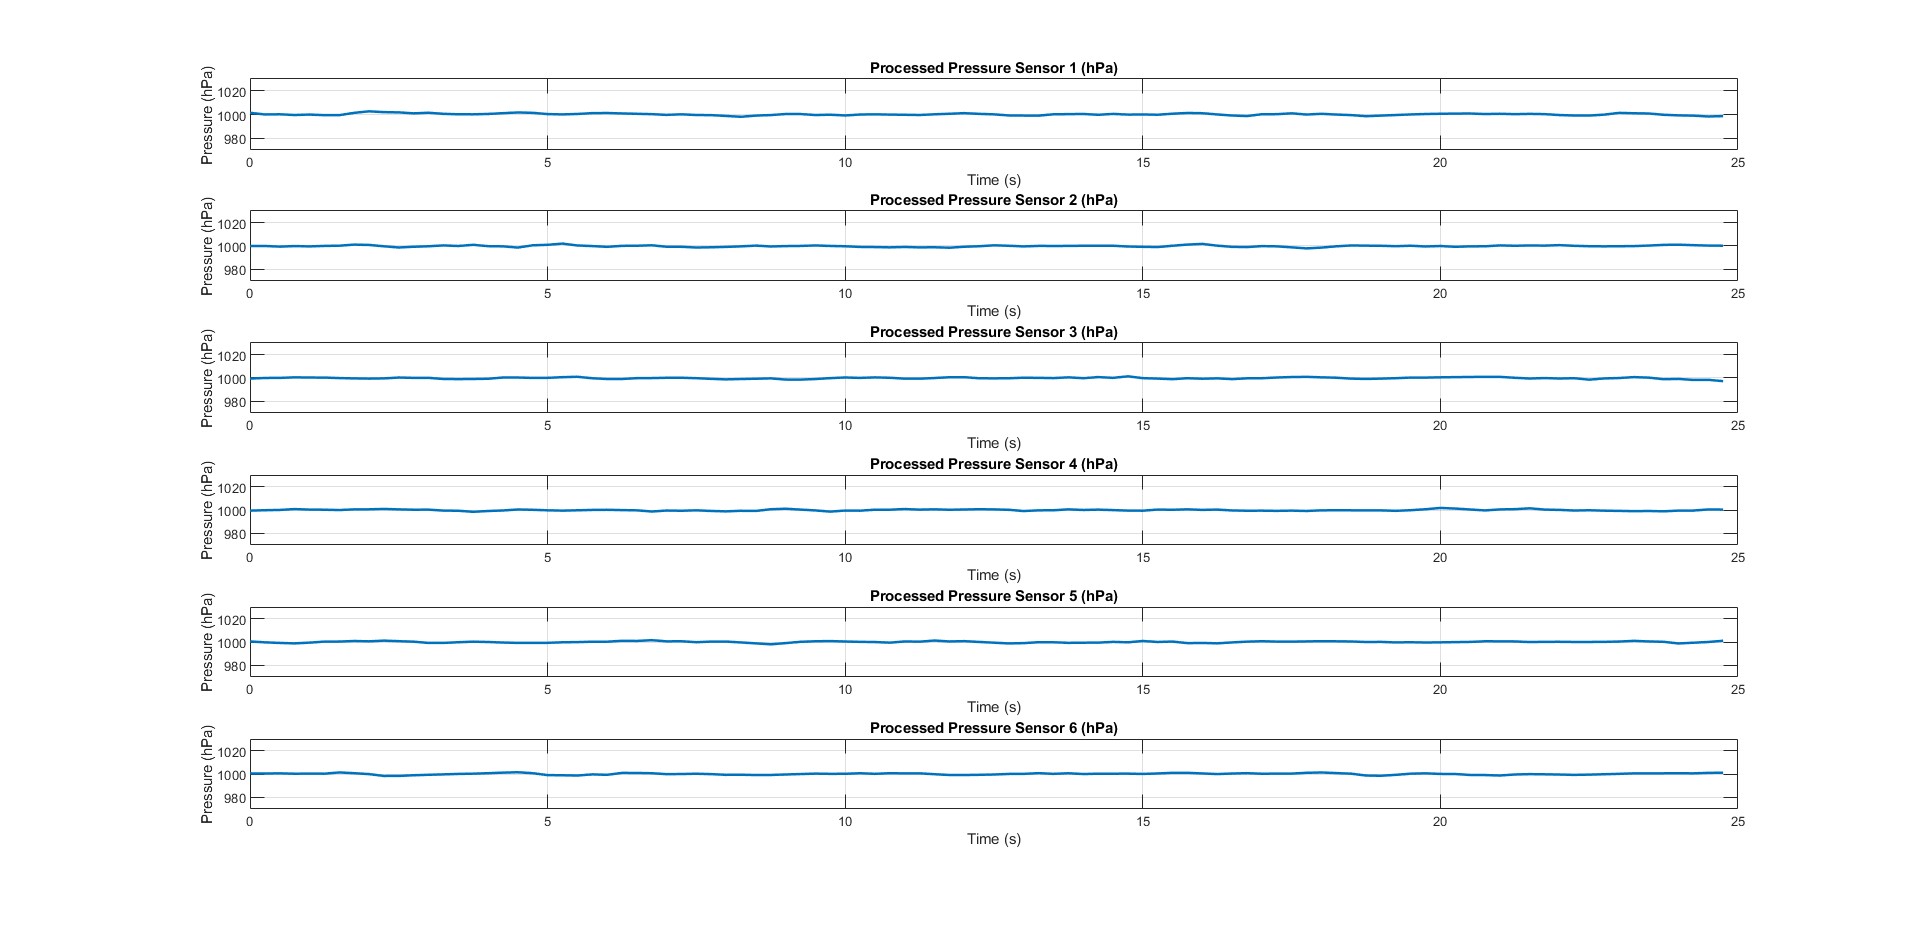 Processed Pressure Sensor 1 (hPa)
Pressure (hPa)
1020
1000
980
0 5 10 15 20 25
Time (s)
Processed Pressure Sensor 2 (hPa)
Pressure (hPa)
1020
1000
980
0 5 10 15 20 25
Time (s)
Processed Pressure Sensor 3 (hPa)
Pressure (hPa)
1020
1000
980
0 5 10 15 20 25
Time (s)
Processed Pressure Sensor 4 (hPa)
Pressure (hPa)
1020
1000
980
0 5 10 15 20 25
Time (s)
Processed Pressure Sensor 5 (hPa)
Pressure (hPa)
1020
1000
980
0 5 10 15 20 25
Time (s)
Processed Pressure Sensor 6 (hPa)
Pressure (hPa)
1020
1000
980
0 5 10 15 20 25
Time (s)